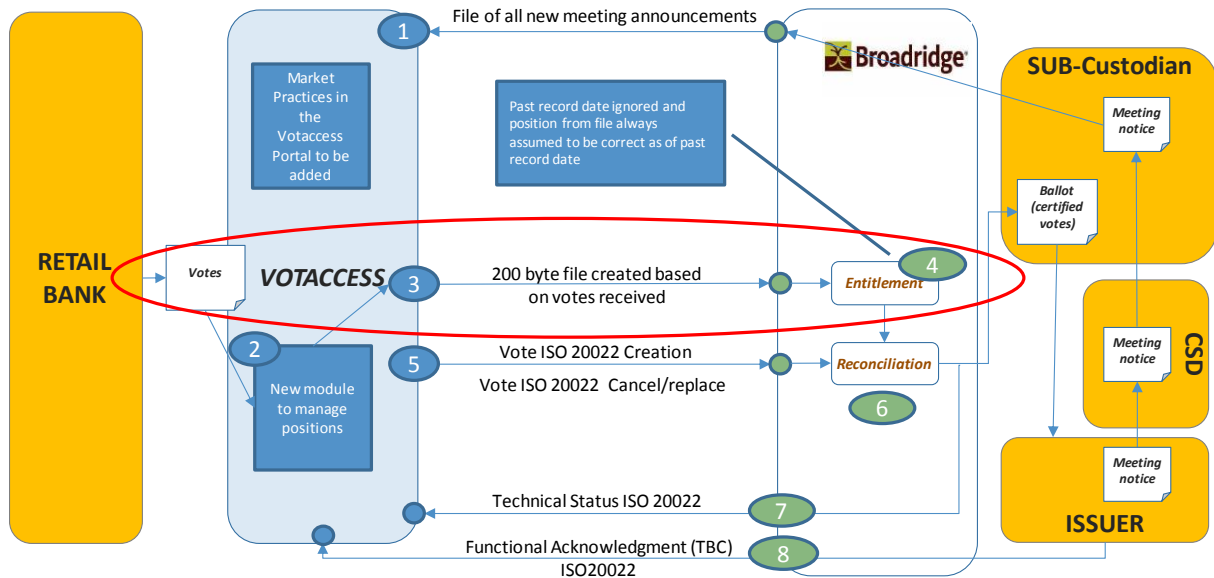 1
File of all new meeting announcements
Broadridge®
SUB-Custodian
Market
Practices in
the
Votaccess
Portal to be
added
Past record date ignored and
position from file always
assumed to be correct as of past
record date
Meeting
notice
Ballot
(certified
votes)
RETAIL
BANK
Votes
VOTACCESS
3
200 byte file created based
on votes received
Entitlement
4
2
New module
to manage
positions
5
Vote ISO 20022 Creation
Vote ISO 20022 Cancel/replace
Reconciliation
6
Meeting
notice
CSD
Technical Status ISO 20022
7
Meeting
notice
ISSUER
Functional Acknowledgment (TBC)
ISO20022
8